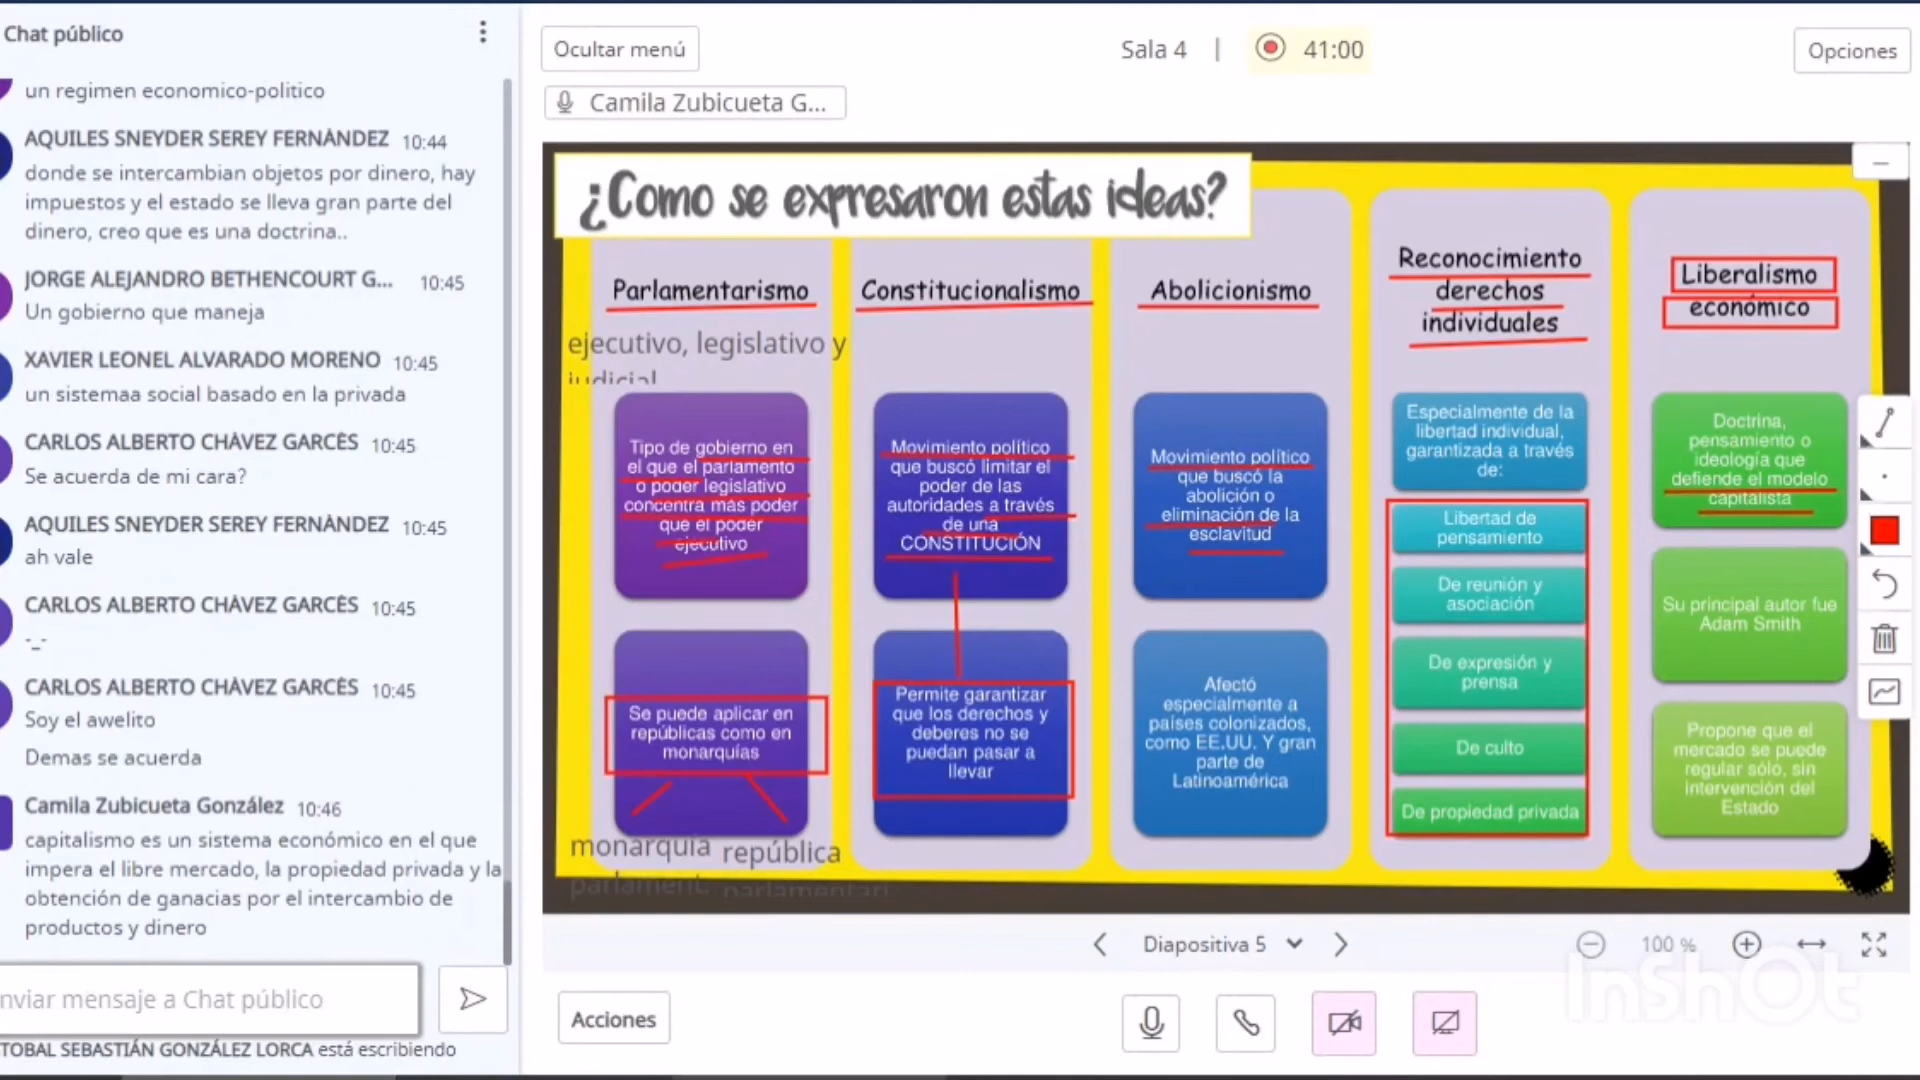 Chat público
un regimen economico-politico
AQUILES SNEYDER SEREY FERNÀNDEZ 10:44
donde se intercambian objetos por dinero, hay
impuestos y el estado se lleva gran parte del
dinero, creo que es una doctrina..
JORGE ALEJANDRO BETHENCOURT G... 10:45
Un gobierno que maneja
XAVIER LEONEL ALVARADO MORENO 10:45
un sistemaa social basado en la privada
CARLOS ALBERTO CHÀVEZ GARCÊS 10:45
Se acuerda de mi cara?
AQUILES SNEYDER SEREY FERNÀNDEZ 10:45
ah vale
CARLOS ALBERTO CHÀVEZ GARCÊS 10:45
-_-
CARLOS ALBERTO CHÀVEZ GARCÊS 10:45
Soy el awelito
Demas se acuerda
Camila Zubicueta González 10:46
capitalismo es un sistema económico en el que
impera el libre mercado, la propiedad privada y la
obtención de ganacias por el intercambio de
productos y dinero
nviar mensaje a Chat público
TOBAL SEBASTIÁN GONZÁLEZ LORCA está escribiendo
Ocultar menú
Sala 4 | 41:00
Opciones
Camila Zubicueta G...
¿Como se expresaron estas ideas?
Parlamentarismo
ejecutivo, legislativo y
judicial
Tipo de gobierno en
el que el parlamento
o poder legislativo
concentra más poder
que el poder
ejecutivo
Se puede aplicar en
repúblicas como en
monarquías
monarquia república
parlament. parlamentari
Constitucionalismo
Movimiento político
que buscó limitar el
poder de las
autoridades a través
de una
CONSTITUCIÓN
Permite garantizar
que los derechos y
deberes no se
puedan pasar a
llevar
Abolicionismo
Movimiento político
que buscó la
abolición o
eliminación de la
esclavitud
Afectó
especialmente a
países colonizados,
como EE.UU. Y gran
parte de
Latinoamérica
Reconocimiento
derechos
individuales
Especialmente de la
libertad individual,
garantizada a través
de:
Libertad de
pensamiento
De reunión y
asociación
De expresión y
prensa
De culto
De propiedad privada
Liberalismo
económico
Doctrina,
pensamiento o
ideología que
defiende el modelo
capitalista
Su principal autor fue
Adam Smith
Propone que el
mercado se puede
regular sólo, sin
intervención del
Estado
Diapositiva 5
100 %
InShOt
Acciones